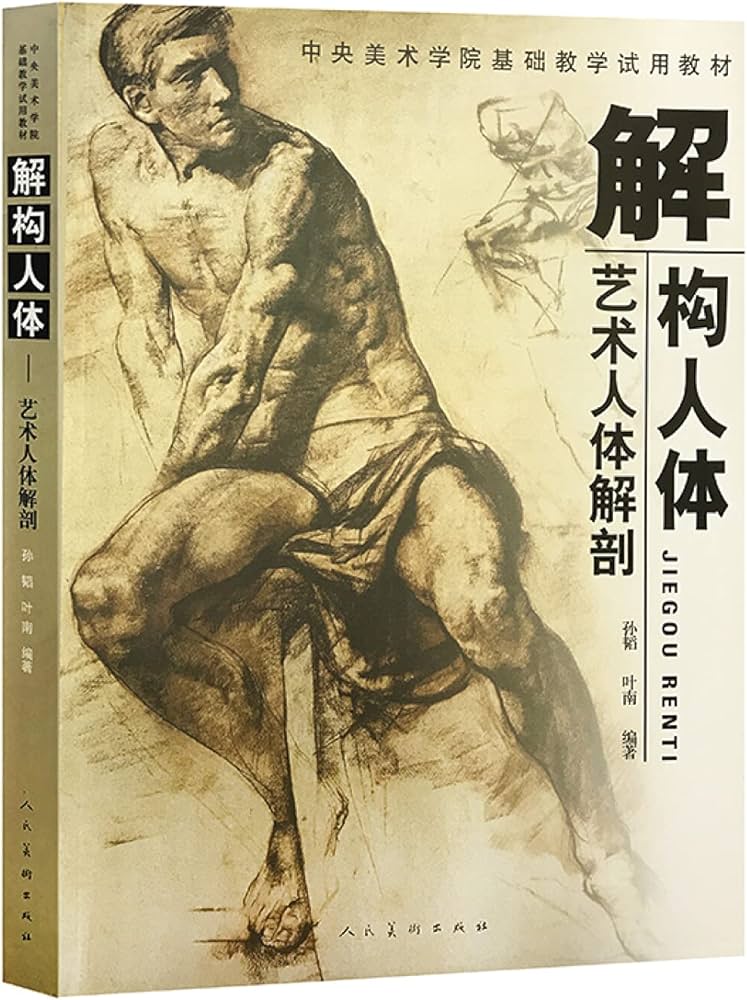 中央美术学院
基础教学试用教材
解构人体
——艺术人体解剖
孙韬 叶南 编著
人民美術出版社
中央美术学院基础教学试用教材
解
构人体
JIEGOU RENTI
艺术人体解剖
孙韬 叶南 编著
人民美術出版社